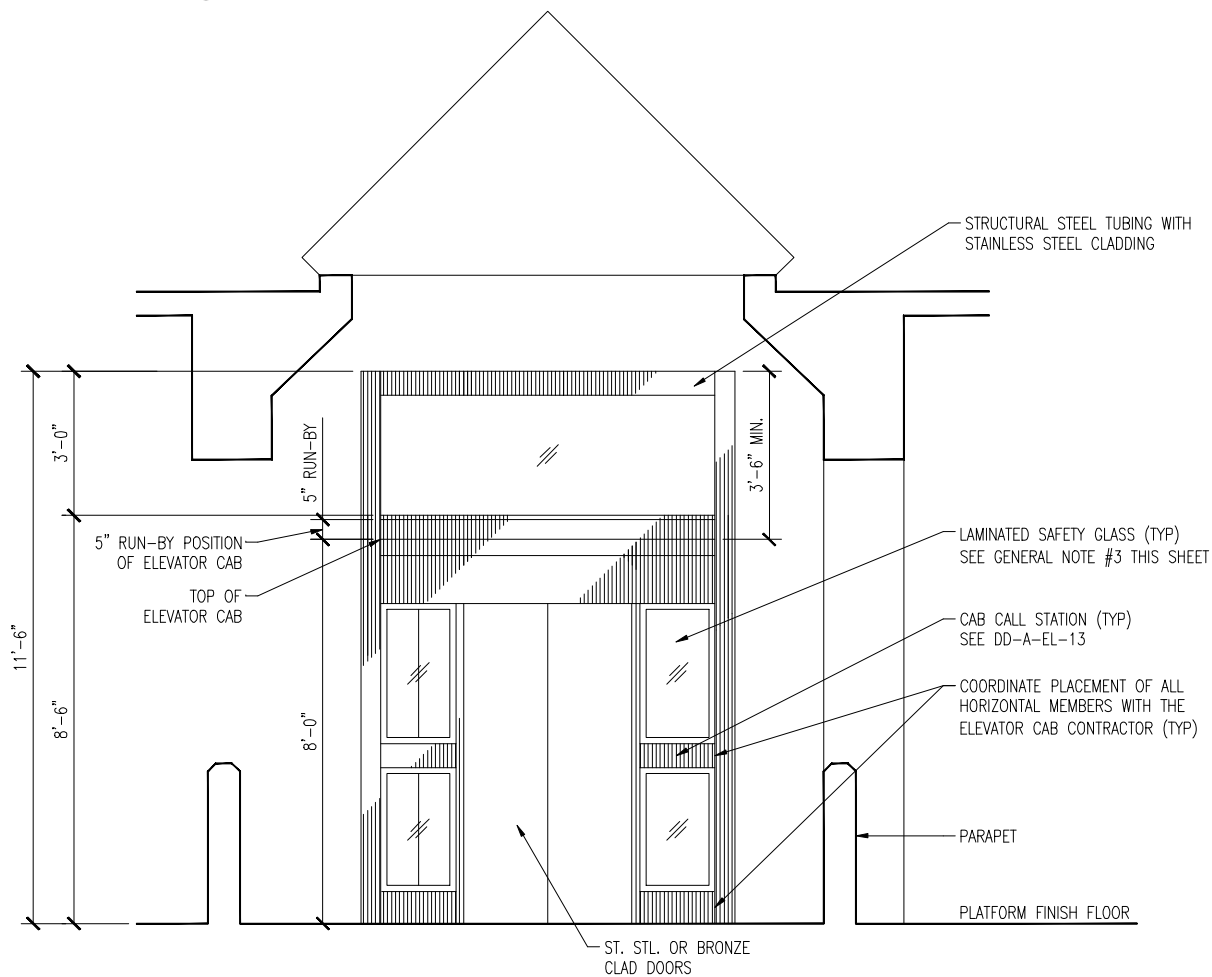 STRUCTURAL STEEL TUBING WITH
STAINLESS STEEL CLADDING
3'-0"
5" RUN-BY
3'-6" MIN.
5" RUN-BY POSITION
OF ELEVATOR CAB
TOP OF
ELEVATOR CAB
LAMINATED SAFETY GLASS (TYP)
SEE GENERAL NOTE #3 THIS SHEET
CAB CALL STATION (TYP)
SEE DD-A-EL-13
11'-6"
8'-6"
8'-0"
COORDINATE PLACEMENT OF ALL
HORIZONTAL MEMBERS WITH THE
ELEVATOR CAB CONTRACTOR (TYP)
PARAPET
PLATFORM FINISH FLOOR
ST. STL. OR BRONZE
CLAD DOORS